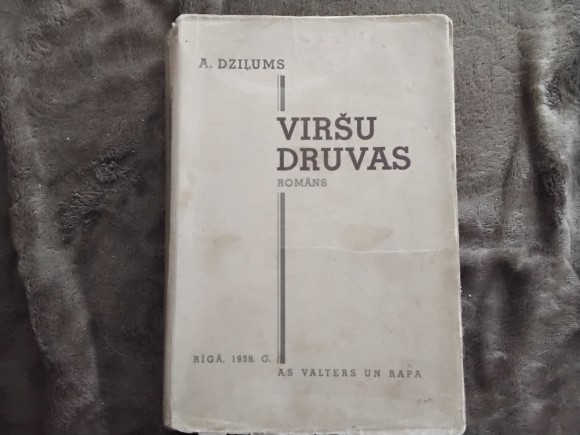 A. DZIĻUMS
VIRŠU
DRUVAS
ROMĀNS
RĪGĀ, 1939. G.
AS VALTERS UN RAPA